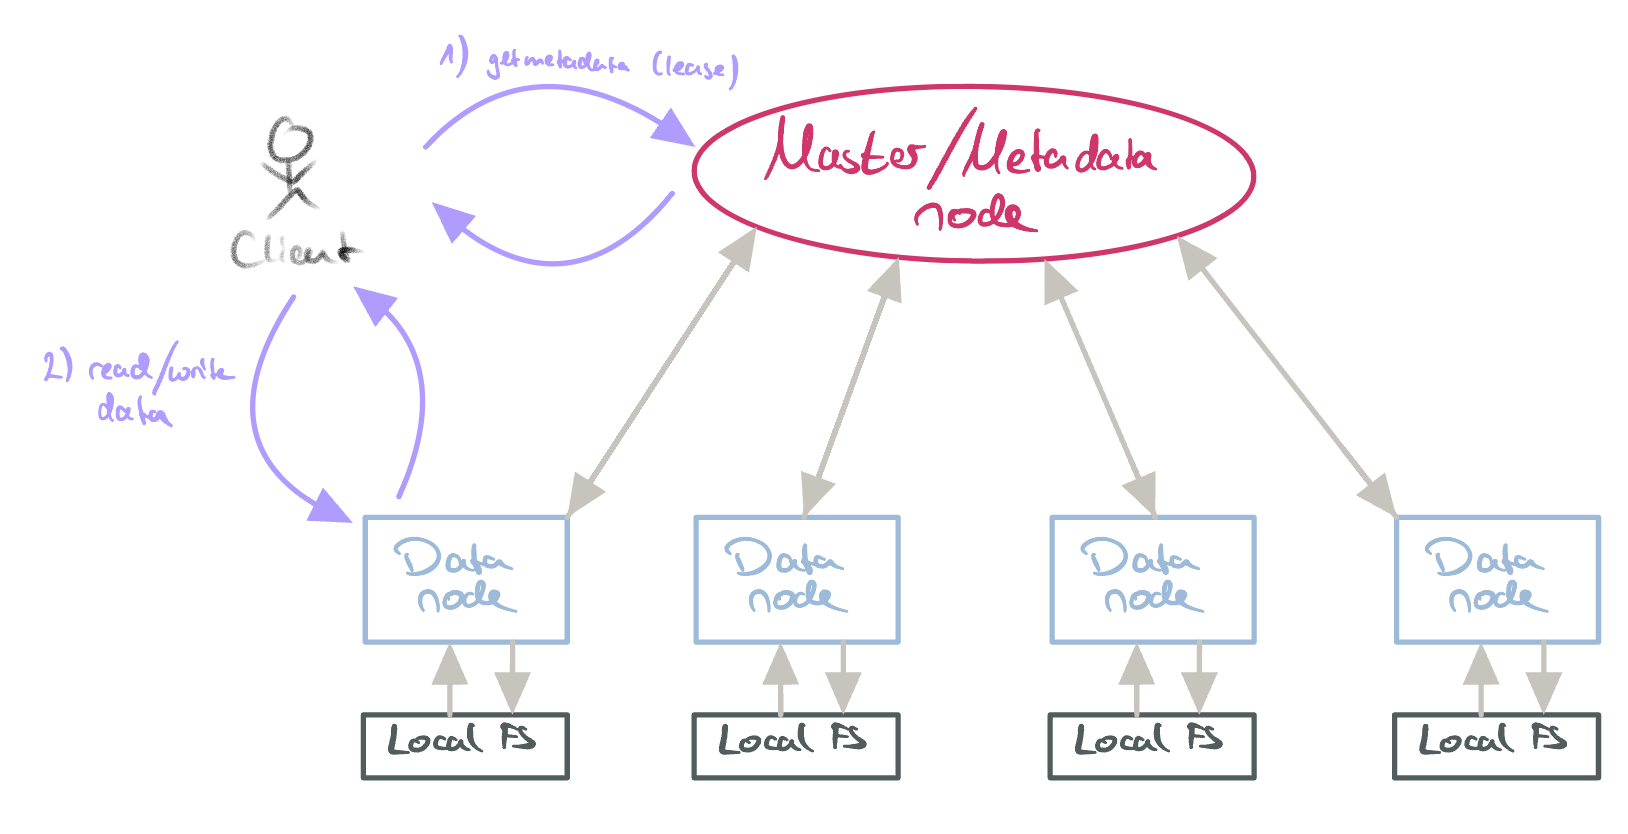 1) get metadata (lease)
Master/Metadata
node
Client
2) read/write
data
Data
node
Data
node
Data
node
Data
node
Local FS
Local FS
Local FS
Local FS